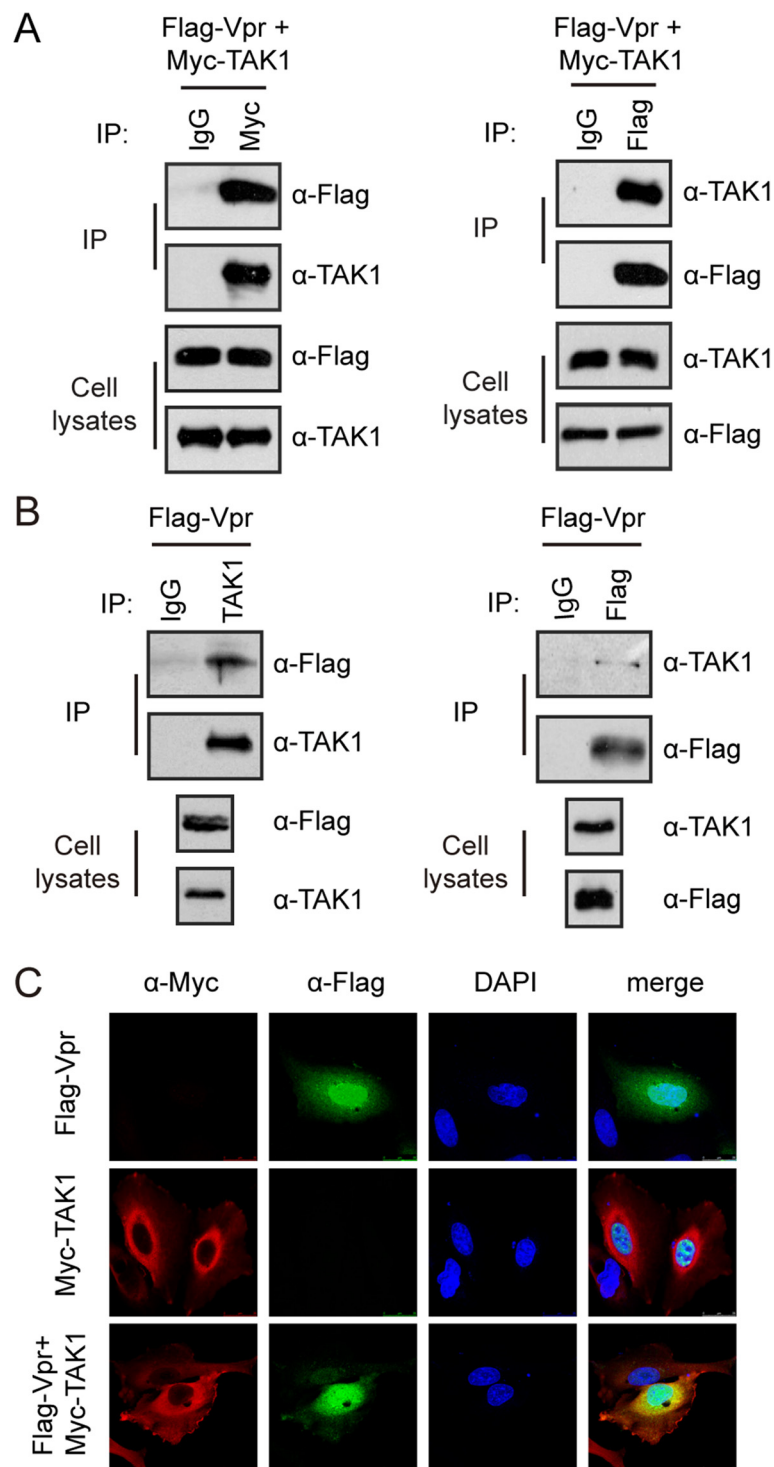 A
Flag-Vpr +
Myc-TAK1
IP:
IgG
Myc
IP
α-Flag
α-TAK1
Cell
lysates
α-Flag
α-TAK1
Flag-Vpr +
Myc-TAK1
IP:
IgG
Flag
IP
α-TAK1
α-Flag
Cell
lysates
α-TAK1
α-Flag
B
Flag-Vpr
IP:
IgG
TAK1
IP
α-Flag
α-TAK1
Cell
lysates
α-Flag
α-TAK1
Flag-Vpr
IP:
IgG
Flag
IP
α-TAK1
α-Flag
Cell
lysates
α-TAK1
α-Flag
C
α-Myc
α-Flag
DAPI
merge
Flag-Vpr
Myc-TAK1
Flag-Vpr+
Myc-TAK1